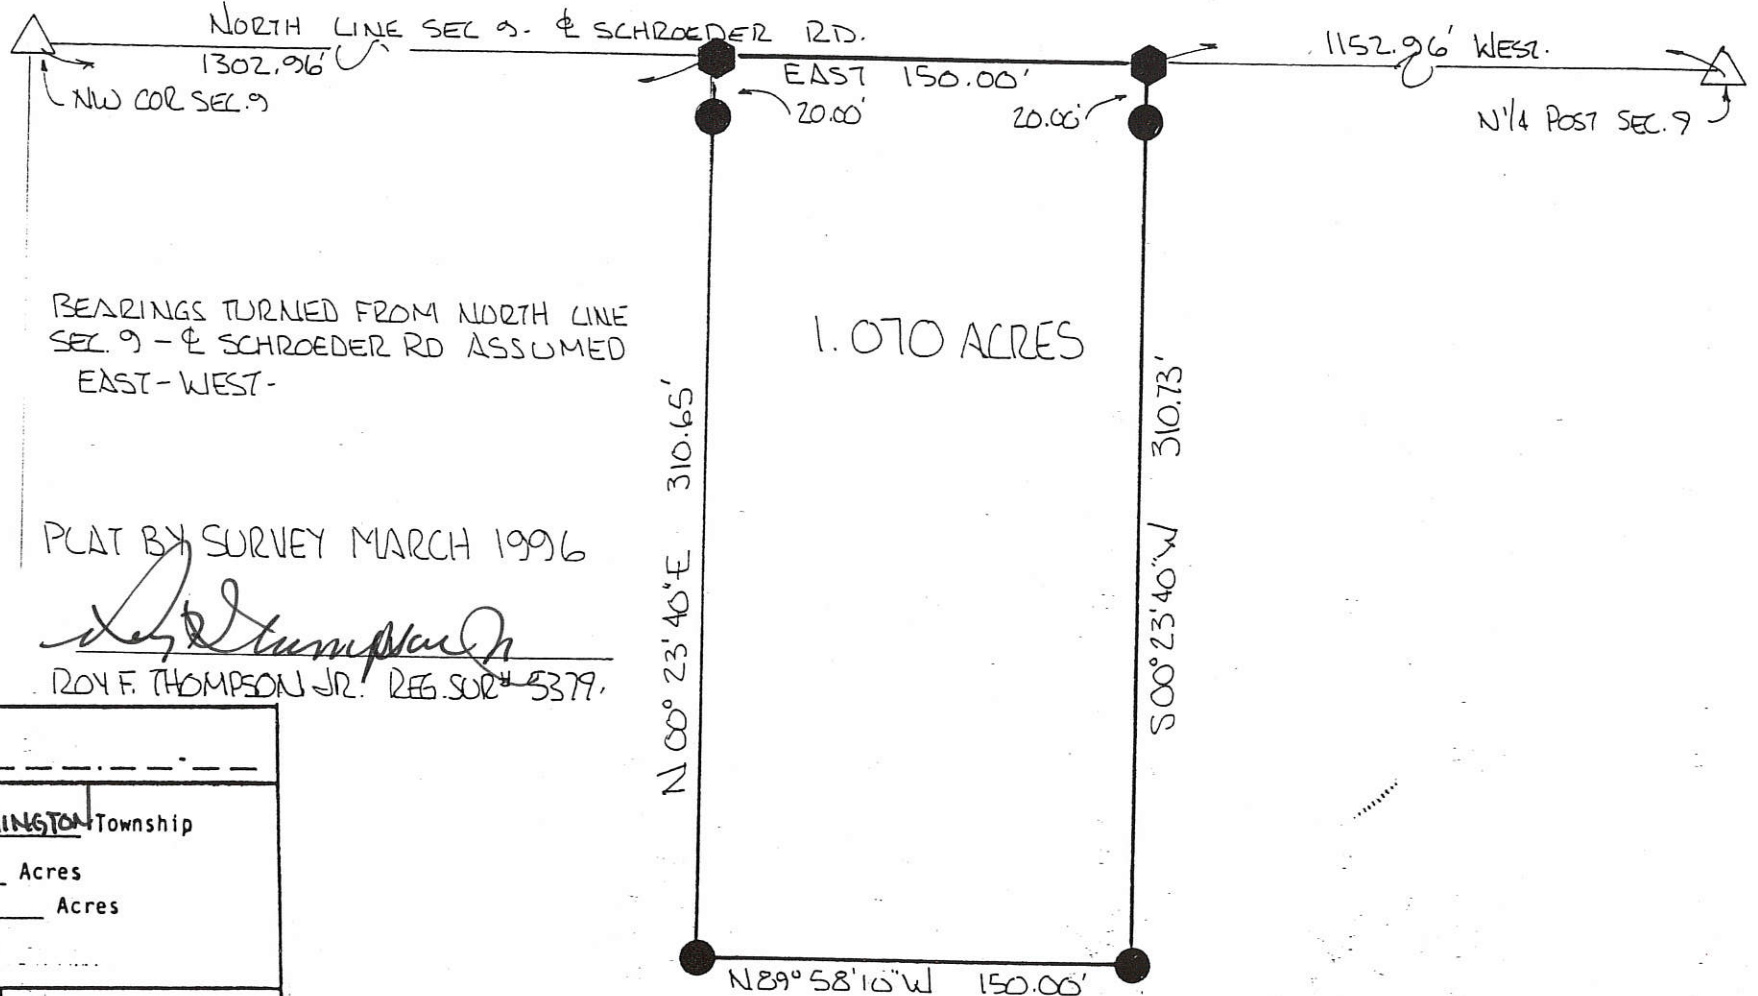 NORTH LINE SEC 9. ℄ SCHROEDER RD.
1302.96'
NW COR SEC.9
EAST 150.00'
1152.96' WEST.
20.00'
20.00'
N'1/4 POST SEC. 9
BEARINGS TURNED FROM NORTH LINE
SEC. 9 - ℄ SCHROEDER RD ASSUMED
EAST-WEST-
1.070 ACRES
N 00° 23' 40" E 310.65'
S 00° 23' 40" W 310.73'
PLAT BY SURVEY MARCH 1996
ROY F. THOMPSON JR. REG. SUR# 5379.
INGTON Township
Acres
Acres
N 89° 58' 10" W 150.00'